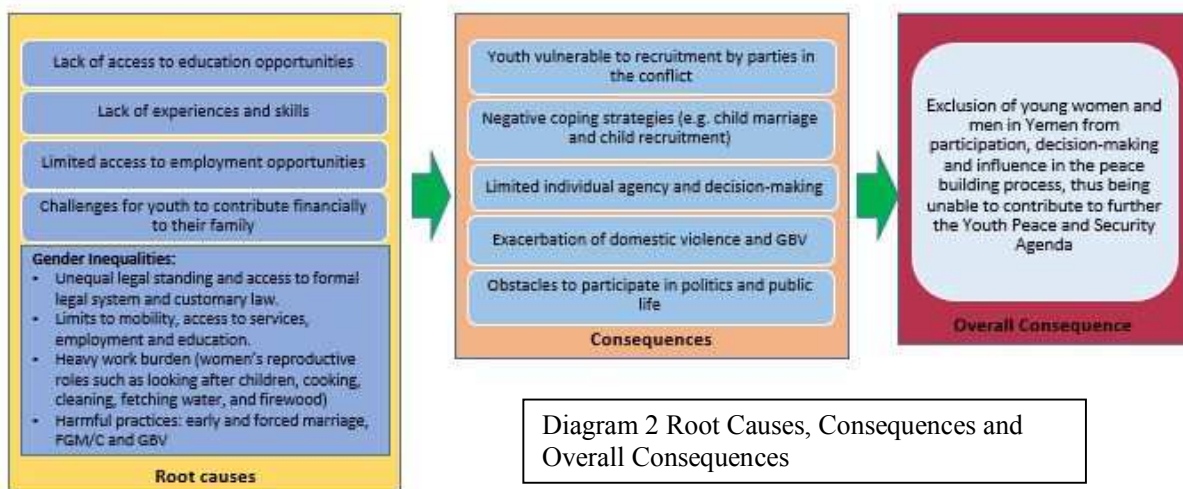 Lack of access to education opportunities
Lack of experiences and skills
Limited access to employment opportunities
Challenges for youth to contribute financially
to their family
Gender Inequalities:
• Unequal legal standing and access to formal
legal system and customary law.
• Limits to mobility, access to services,
employment and education.
• Heavy work burden (women's reproductive
roles such as looking after children, cooking,
cleaning, fetching water, and firewood)
• Harmful practices: early and forced marriage,
FGM/C and GBV
Root causes
Youth vulnerable to recruitment by parties in
the conflict
Negative coping strategies (e.g. child marriage
and child recruitment)
Limited individual agency and decision-making
Exacerbation of domestic violence and GBV
Obstacles to participate in politics and public
life
Consequences
Exclusion of young women and
men in Yemen from
participation, decision-making
and influence in the peace
building process, thus being
unable to contribute to further
the Youth Peace and Security
Agenda
Overall Consequence
Diagram 2 Root Causes, Consequences and
Overall Consequences